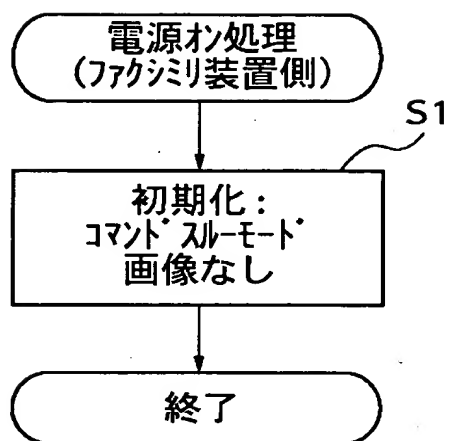 電源オン処理
(ファクシミリ装置側)
S1
初期化:
コマンドスルーモード
画像なし
終了